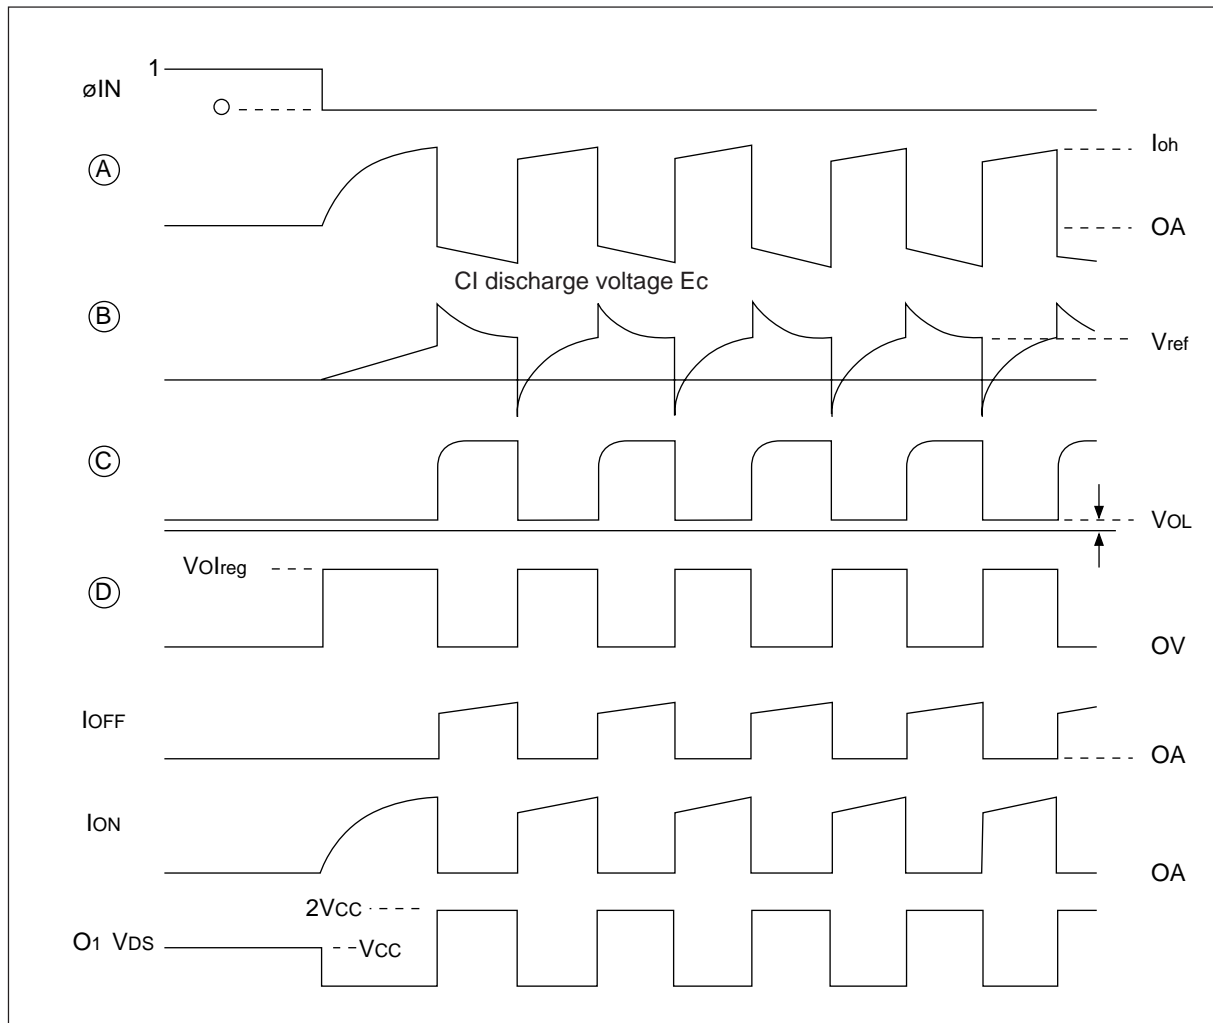 1
øIN
O
Ioh
A
OA
CI discharge voltage Ec
B
Vref
C
VOL
VOIreg
D
OV
IOFF
OA
ION
OA
2VCC
O1 VDS
VCC